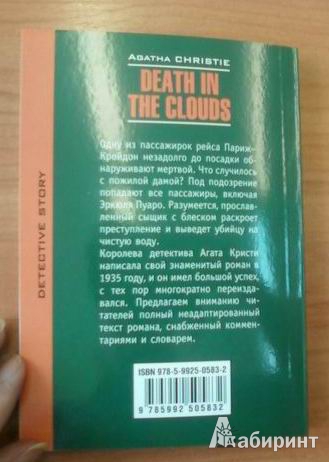 AGATHA CHRISTIE
DEATH IN
THE CLOUDS
Одну из пассажирок рейса Париж–
Кройдон незадолго до посадки об-
наруживают мертвой. Что случилось
с пожилой дамой? Под подозрение
попадают все пассажиры, включая
Эркюля Пуаро. Разумеется, прослав-
ленный сыщик с блеском раскроет
преступление и выведет убийцу на
чистую воду.
Королева детектива Агата Кристи
написала свой знаменитый роман в
1935 году, и он имел большой успех,
с тех пор многократно переизда-
вался. Предлагаем вниманию чи-
тателей полный неадаптированный
текст романа, снабженный коммен-
тариями и словарем.
DETECTIVE STORY
ISBN 978-5-9925-0583-2
9 785992 505832
Лабиринт